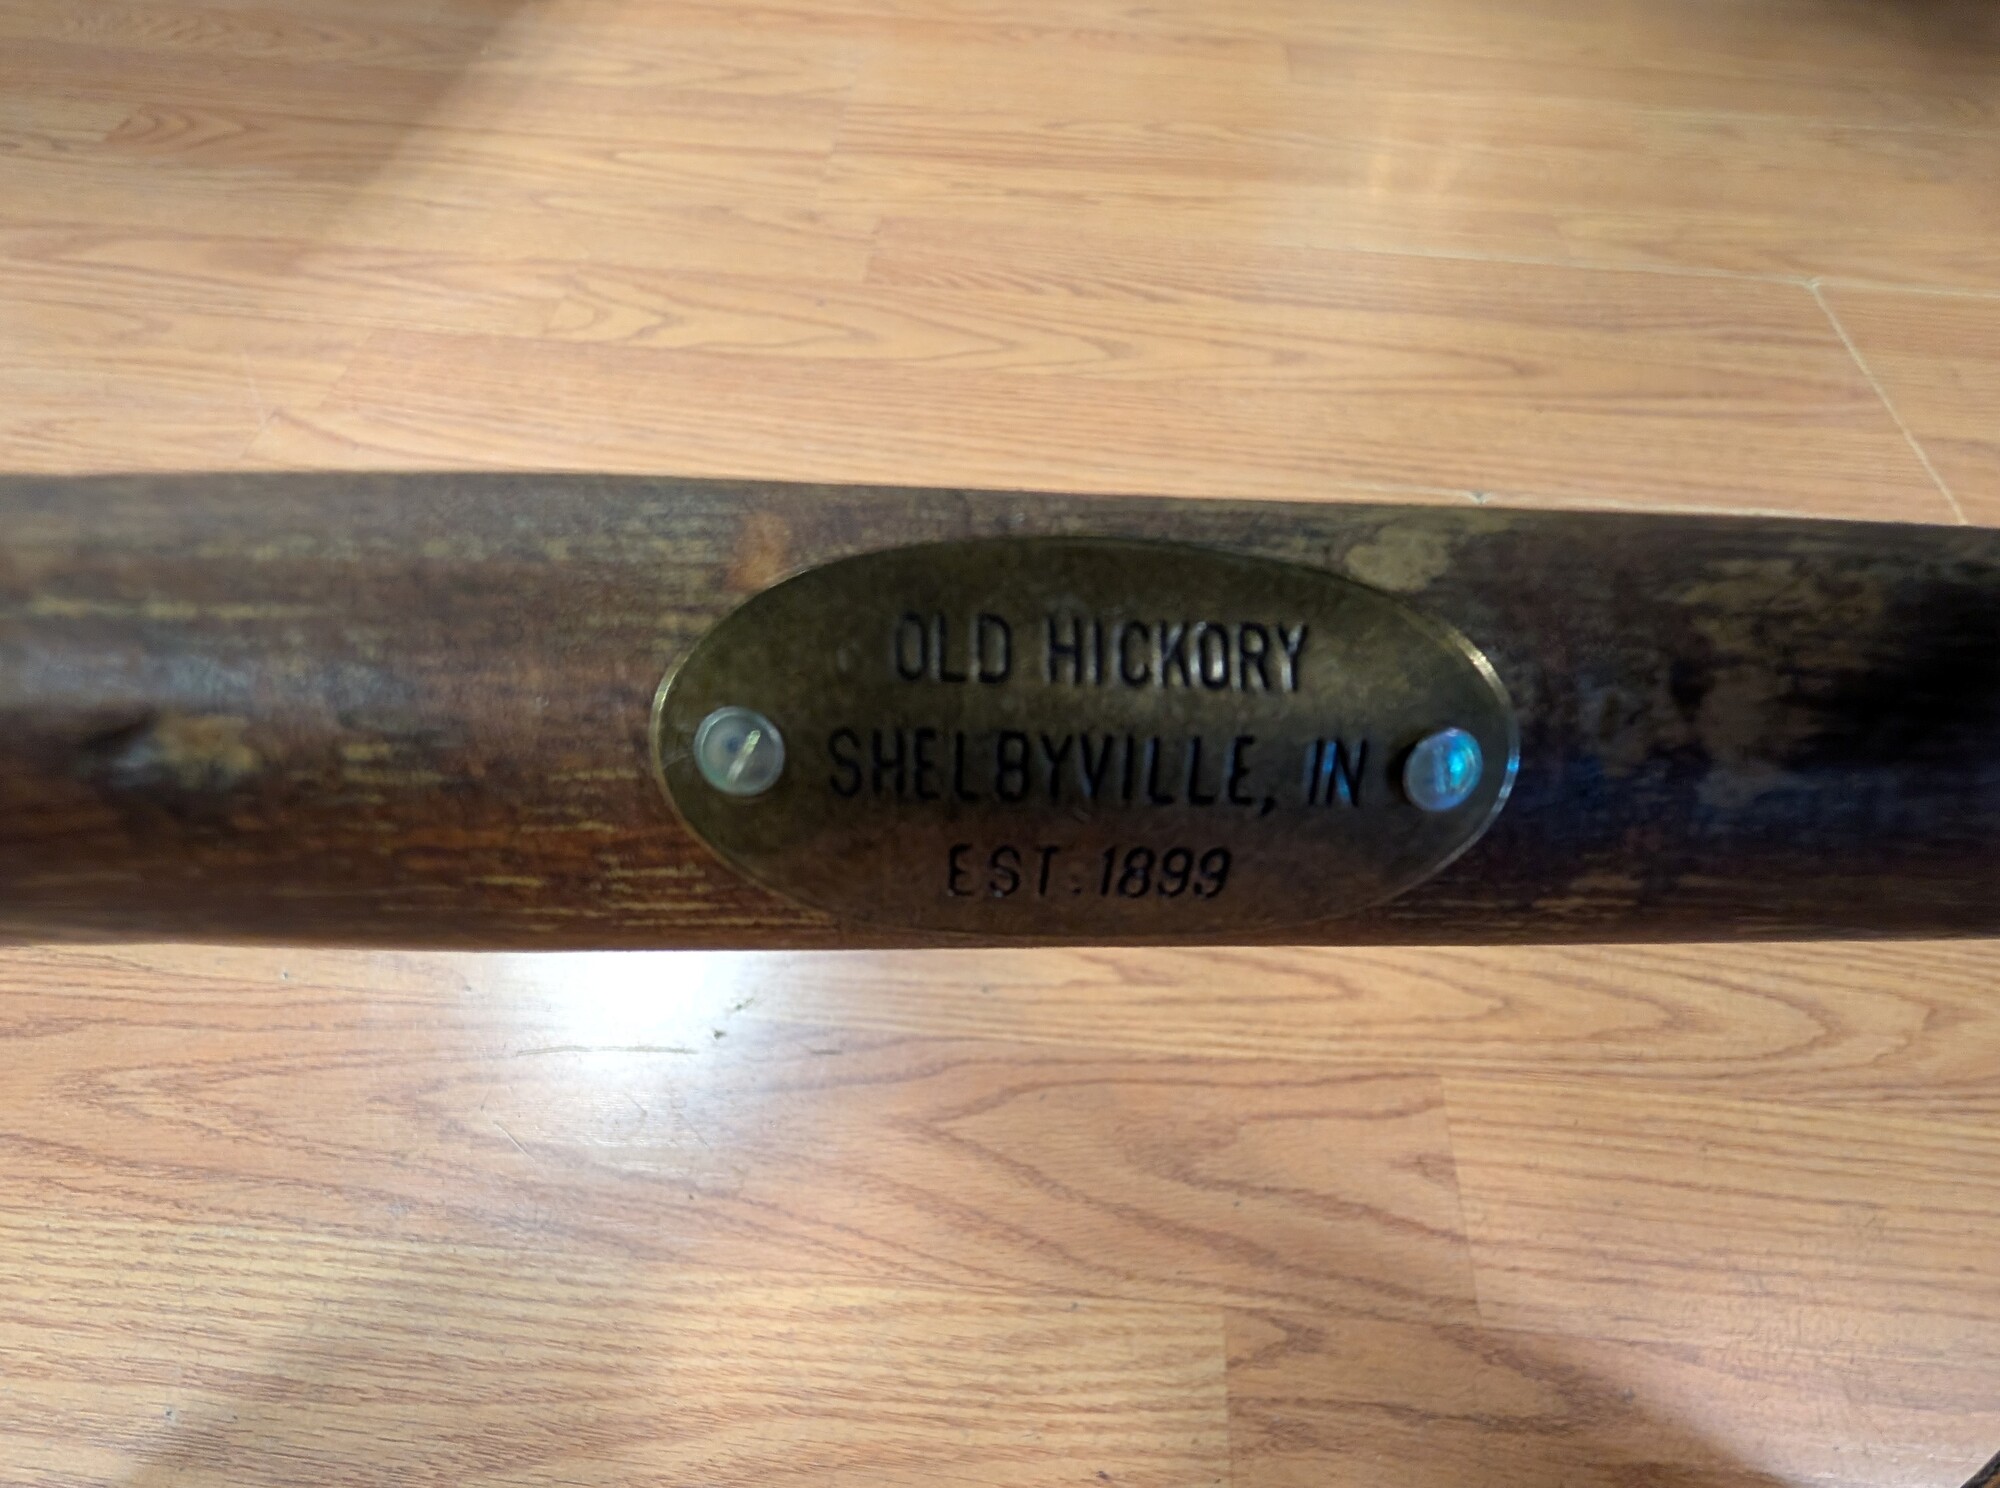 OLD HICKORY
SHELBYVILLE, IN
EST. 1899